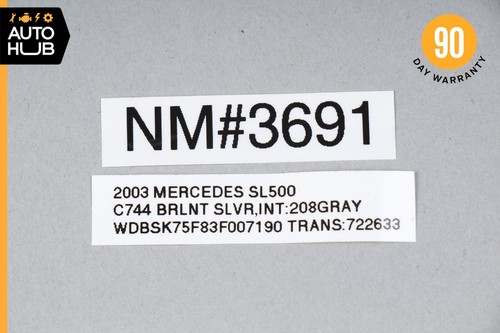 AUTO
HUB
90
DAY WARRANTY
NM#3691
2003 MERCEDES SL500
C744 BRLNT SLVR,INT:208GRAY
WDBSK75F83F007190 TRANS:722633